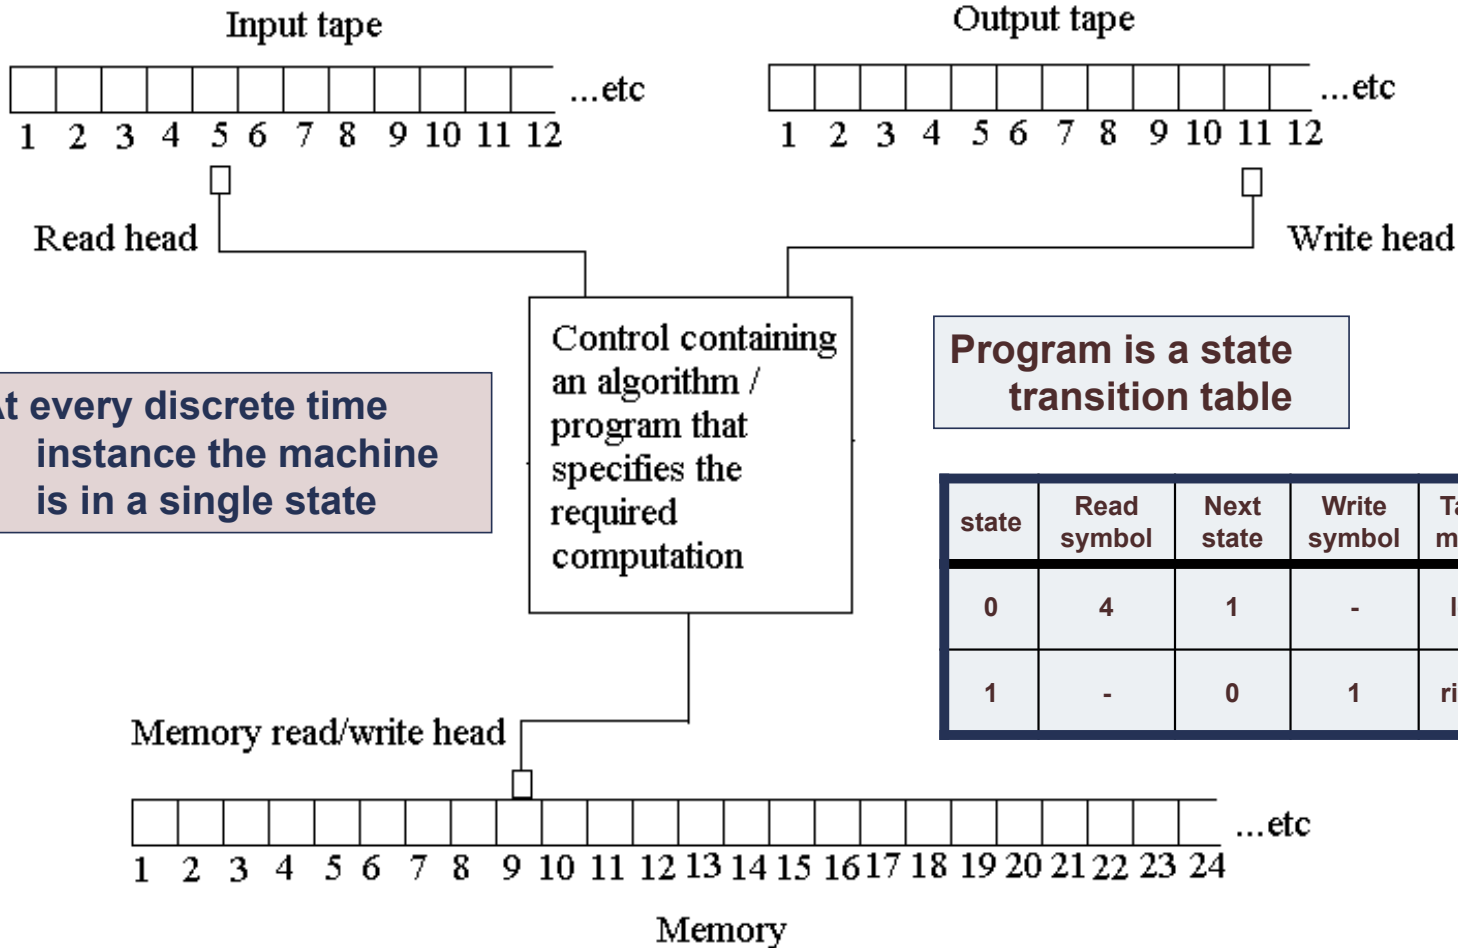 Input tape
Output tape
...etc
...etc
1 2 3 4 5 6 7 8 9 10 11 12
1 2 3 4 5 6 7 8 9 10 11 12
Read head
Write head
Control containing
an algorithm /
program that
specifies the
required
computation
Program is a state
transition table
At every discrete time
instance the machine
is in a single state
state Read symbol Next state Write symbol
0 4 1 -
1 - 0 1
Memory read/write head
...etc
1 2 3 4 5 6 7 8 9 10 11 12 13 14 15 16 17 18 19 20 21 22 23 24
Memory